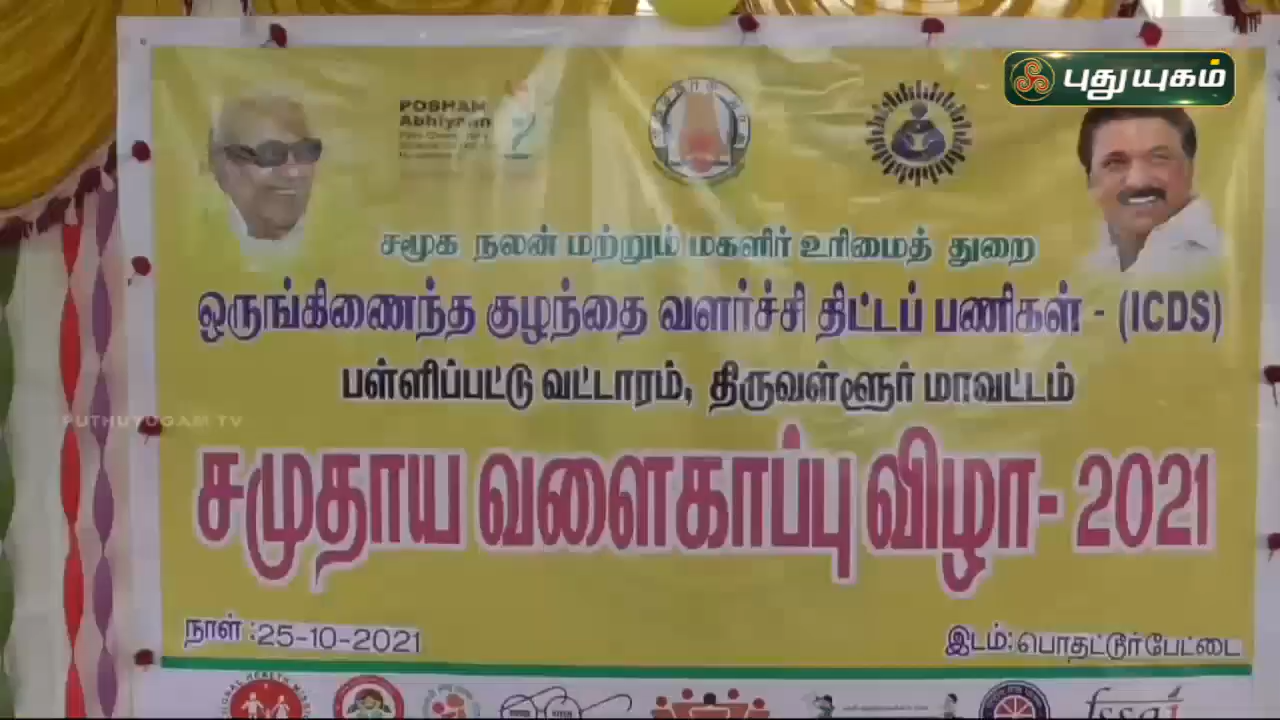 புதுயுகம்
POSHAN
Abhiyaan
சமூக நலன் மற்றும் மகளிர் உரிமைத் துறை
ஒருங்கிணைந்த குழந்தை வளர்ச்சி திட்டப் பணிகள் - (ICDS)
பள்ளிப்பட்டு வட்டாரம், திருவள்ளூர் மாவட்டம்
PUTHUYUGAM TV
சமுதாய வளைகாப்பு விழா- 2021
நாள் :25-10-2021
இடம்:பொதட்டூர்பேட்டை
fssai